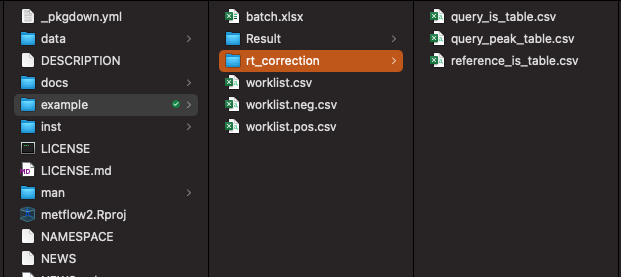 _pkgdown.yml
data
DESCRIPTION
docs
example
inst
LICENSE
LICENSE.md
man
metflow2.Rproj
NAMESPACE
NEWS
batch.xlsx
Result
rt_correction
worklist.csv
worklist.neg.csv
worklist.pos.csv
query_is_table.csv
query_peak_table.csv
reference_is_table.csv